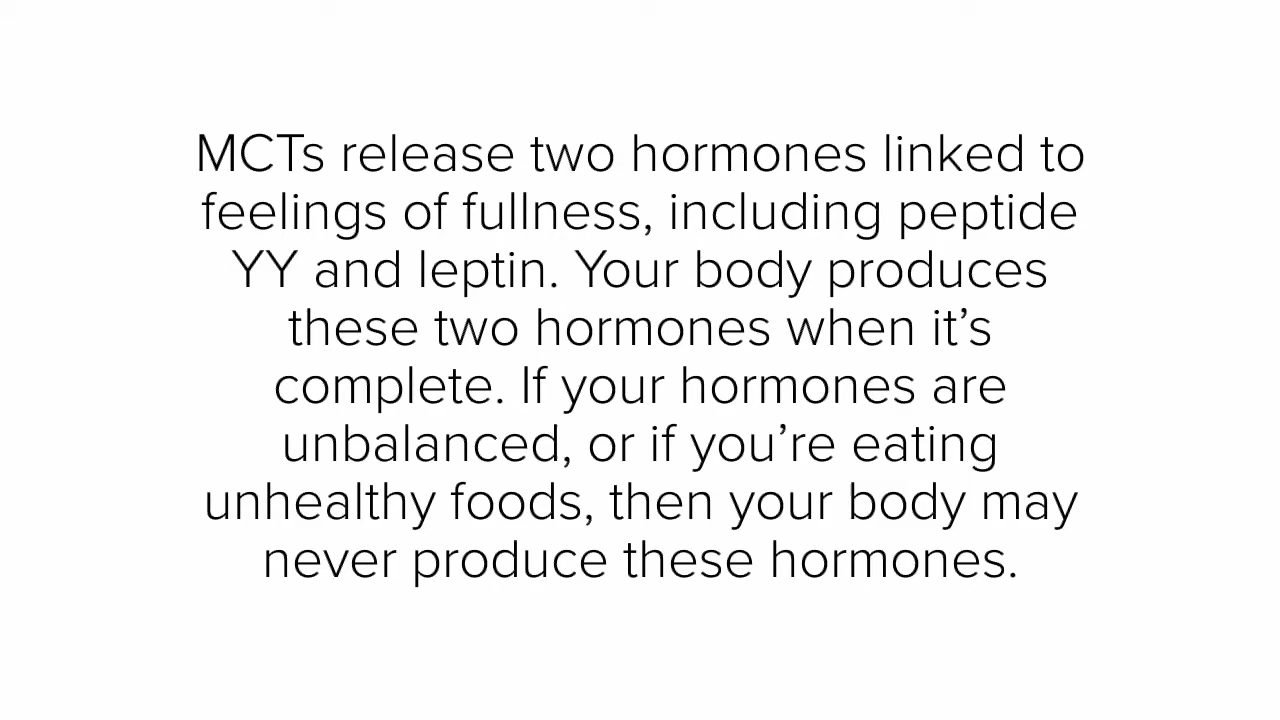 MCTs release two hormones linked to
feelings of fullness, including peptide
YY and leptin. Your body produces
these two hormones when it’s
complete. If your hormones are
unbalanced, or if you’re eating
unhealthy foods, then your body may
never produce these hormones.